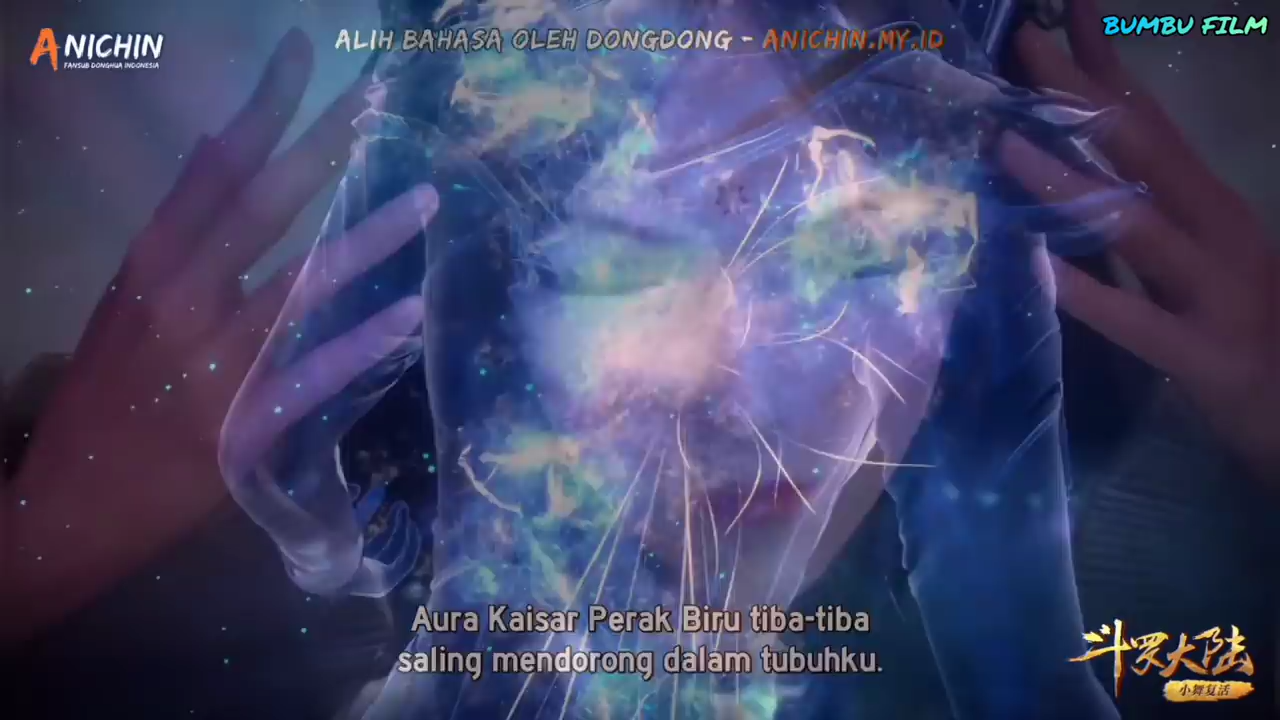 ANICHIN
FANSUB DONGHUA INDONESIA
ALIH BAHASA OLEH DONGDONG - ANICHIN.MY.ID
BUMBU FILM
Aura Kaisar Perak Biru tiba-tiba
saling mendorong dalam tubuhku.
斗罗大陆
小舞复活